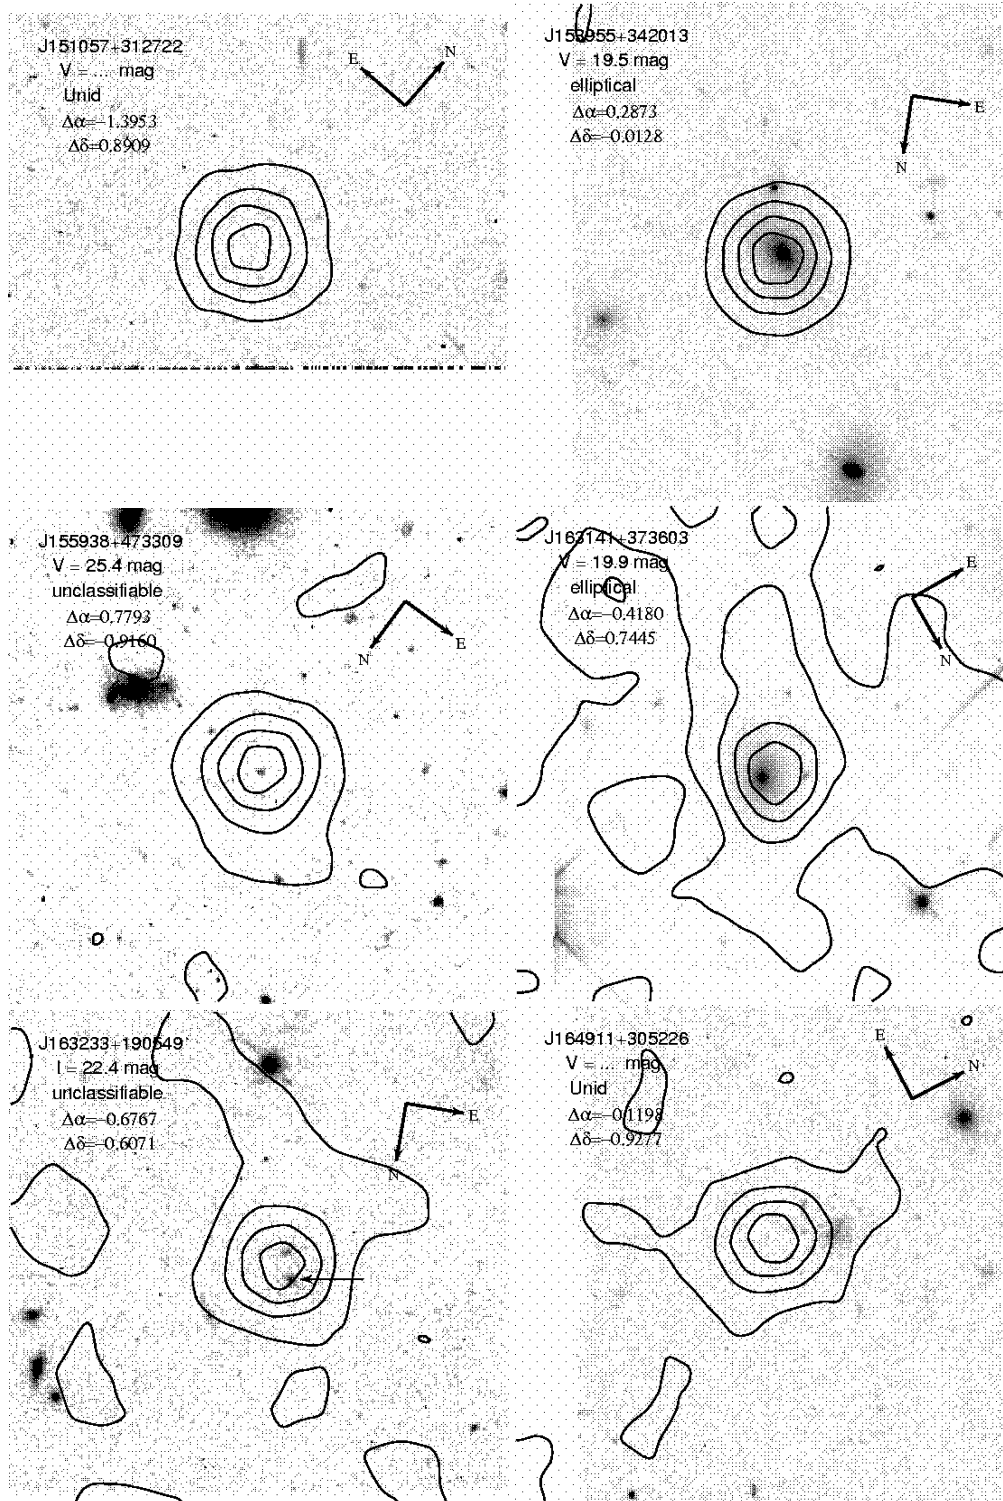 J151057+312722
V = ... mag
Unid
Δα=−1.3953
Δδ=0.8909
E
N
J153955+342013
V = 19.5 mag
elliptical
Δα=0.2873
Δδ=−0.0128
E
N
J155938+473309
V = 25.4 mag
unclassifiable
Δα=0.7793
Δδ=−0.9160
N
E
J163141+373603
V = 19.9 mag
elliptical
Δα=−0.4180
Δδ=0.7445
E
N
J163233+190549
I = 22.4 mag
unclassifiable
Δα=−0.6767
Δδ=−0.6071
E
N
J164911+305226
V = ... mag
Unid
Δα=−0.1198
Δδ=−0.9277
E
N